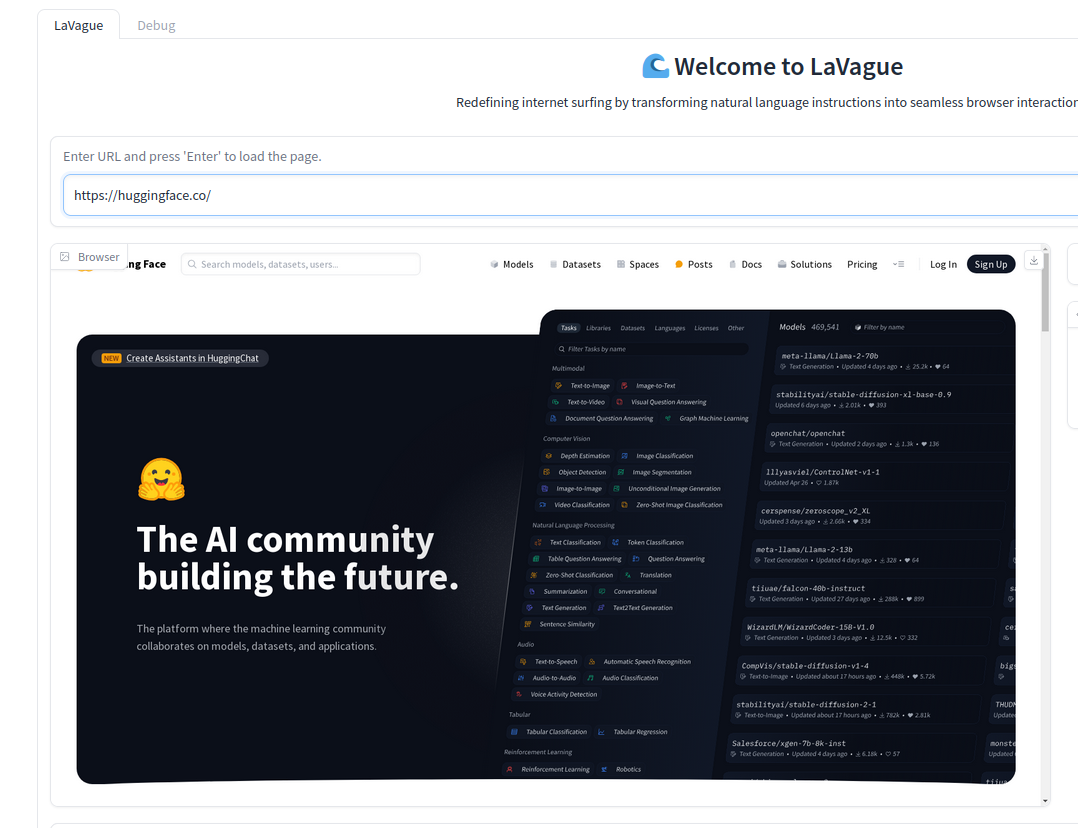 LaVague Debug
Welcome to LaVague
Redefining internet surfing by transforming natural language instructions into seamless browser interaction
Enter URL and press 'Enter' to load the page.
https://huggingface.co/
Browser ng Face Search models, datasets, users... Models Datasets Spaces Posts Docs Solutions Pricing Log In Sign Up
NEW Create Assistants in HuggingChat
The AI community
building the future.
The platform where the machine learning community
collaborates on models, datasets, and applications.
Tasks Libraries Datasets Languages Licenses Other
Filter Tasks by name
Multimodal
Text-to-Image Image-to-Text
Text-to-Video Visual Question Answering
Document Question Answering Graph Machine Learning
Computer Vision
Depth Estimation Image Classification
Object Detection Image Segmentation
Image-to-Image Unconditional Image Generation
Video Classification Zero-Shot Image Classification
Natural Language Processing
Text Classification Token Classification
Table Question Answering Question Answering
Zero-Shot Classification Translation
Summarization Conversational
Text Generation Text2Text Generation
Sentence Similarity
Audio
Text-to-Speech Automatic Speech Recognition
Audio-to-Audio Audio Classification
Voice Activity Detection
Tabular
Tabular Classification Tabular Regression
Reinforcement Learning
Reinforcement Learning Robotics
Models 469,541 Filter by name
meta-llama/Llama-2-70b
Text Generation • Updated 4 days ago • 25.2k • 64
stabilityai/stable-diffusion-xl-base-0.9
Updated 6 days ago • 2.01k • 393
openchat/openchat
Text Generation • Updated 2 days ago • 1.3k • 136
lllyasviel/ControlNet-v1-1
Updated Apr 26 • 1.87k
cerspense/zeroscope_v2_XL
Updated 3 days ago • 2.66k • 334
meta-llama/Llama-2-13b
Text Generation • Updated 4 days ago • 328 • 64
tiiuae/falcon-40b-instruct
Text Generation • Updated 27 days ago • 288k • 899
WizardLM/WizardCoder-15B-V1.0
Text Generation • Updated 3 days ago • 12.5k • 332
CompVis/stable-diffusion-v1-4
Text-to-Image • Updated about 17 hours ago • 448k • 5.72k
stabilityai/stable-diffusion-2-1
Text-to-Image • Updated about 17 hours ago • 782k • 2.81k
Salesforce/xgen-7b-8k-inst
Text Generation • Updated 4 days ago • 6.18k • 57
THUDM
Updated
monste
Updated